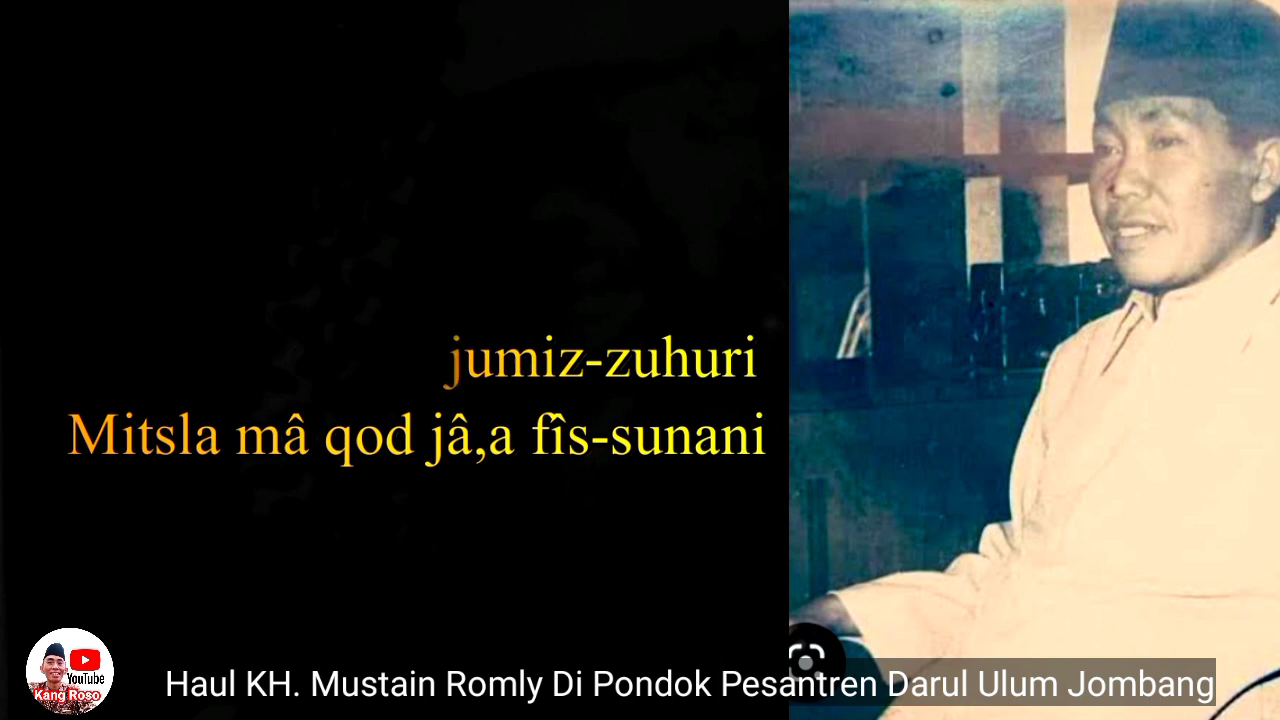 jumiz-zuhuri
Mitsla mâ qod jâ,a fîs-sunani
YouTube
Kang Roso
Haul KH. Mustain Romly Di Pondok Pesantren Darul Ulum Jombang